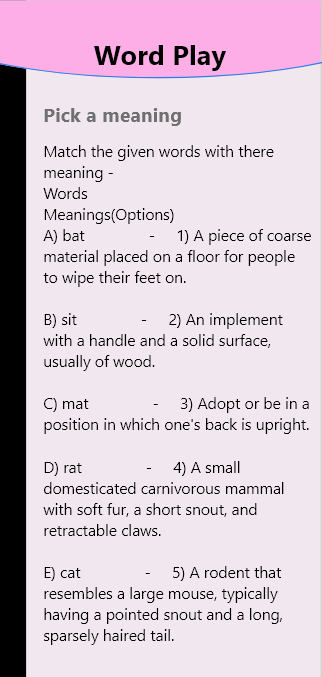 Word Play
Pick a meaning
Match the given words with there
meaning -
Words
Meanings(Options)
A) bat - 1) A piece of coarse
material placed on a floor for people
to wipe their feet on.
B) sit - 2) An implement
with a handle and a solid surface,
usually of wood.
C) mat - 3) Adopt or be in a
position in which one's back is upright.
D) rat - 4) A small
domesticated carnivorous mammal
with soft fur, a short snout, and
retractable claws.
E) cat - 5) A rodent that
resembles a large mouse, typically
having a pointed snout and a long,
sparsely haired tail.